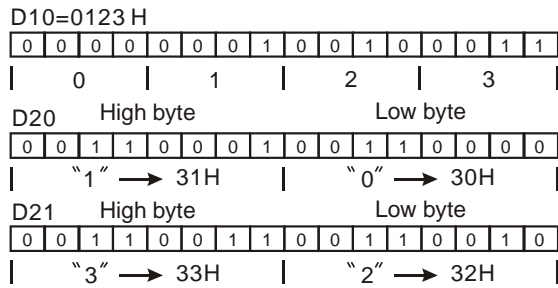 D10=0123 H
0 0 0 0 0 0 0 1 0 0 1 0 0 0 1 1
0 1 2 3
D20 High byte Low byte
0 0 1 1 0 0 0 1 0 0 1 1 0 0 0 0
“1” → 31H “0” → 30H
D21 High byte Low byte
0 0 1 1 0 0 1 1 0 0 1 1 0 0 1 0
“3” → 33H “2” → 32H